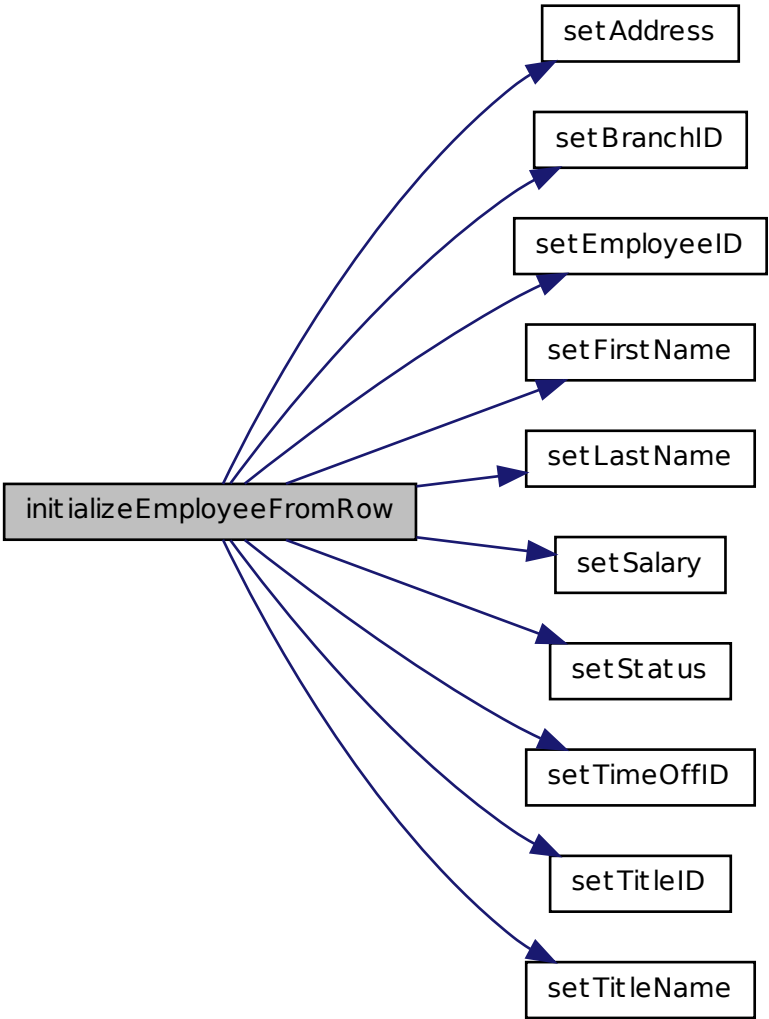 setAddress
setBranchID
setEmployeeID
setFirstName
setLastName
initializeEmployeeFromRow
setSalary
setStatus
setTimeOffID
setTitleID
setTitleName